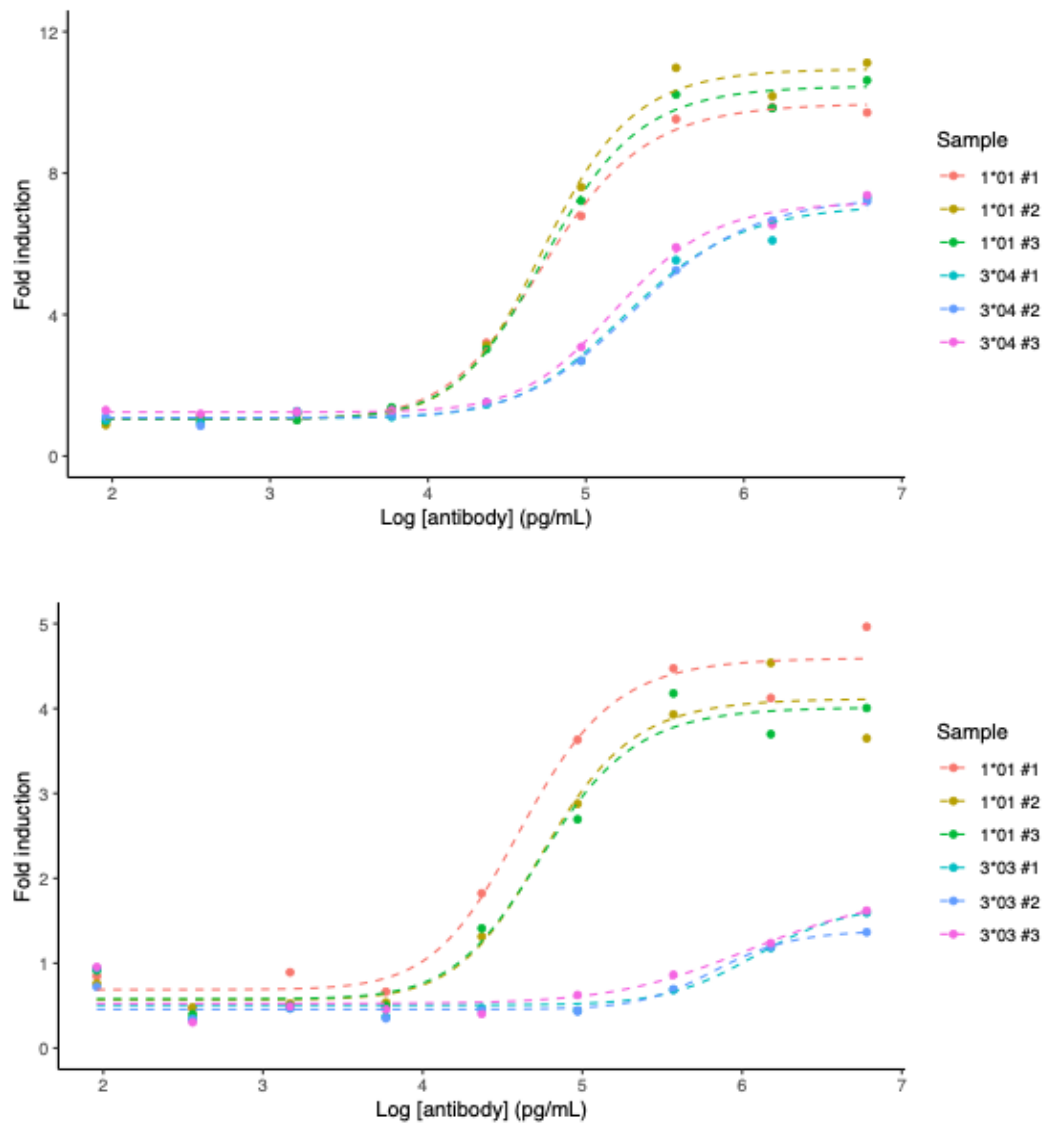 12
8
4
0
Fold induction
2 3 4 5 6 7
Log [antibody] (pg/mL)
Sample
1*01 #1
1*01 #2
1*01 #3
3*04 #1
3*04 #2
3*04 #3
5
4
3
2
1
0
Fold induction
2 3 4 5 6 7
Log [antibody] (pg/mL)
Sample
1*01 #1
1*01 #2
1*01 #3
3*03 #1
3*03 #2
3*03 #3